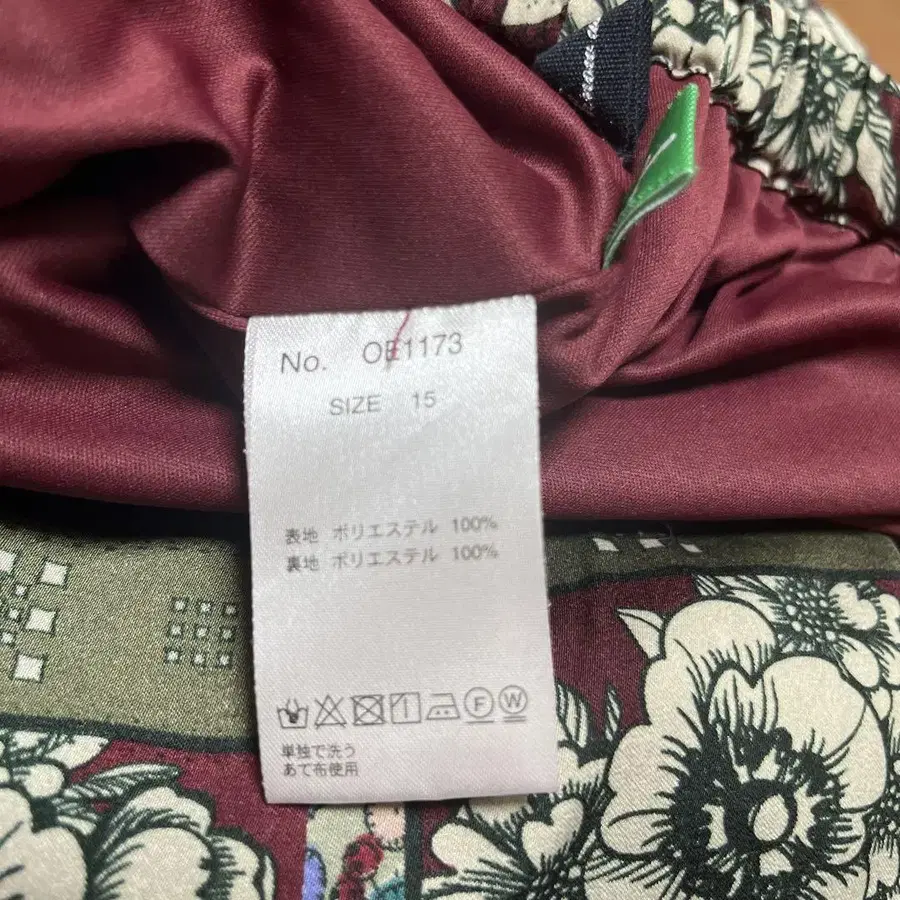 No. OE1173
SIZE 15
表地 ポリエステル 100%
裏地 ポリエステル 100%
F W
単独で洗う
あて布使用